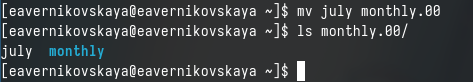 [eavernikovskaya@eavernikovskaya ~]$ mv july monthly.00
[eavernikovskaya@eavernikovskaya ~]$ ls monthly.00/
july monthly
[eavernikovskaya@eavernikovskaya ~]$